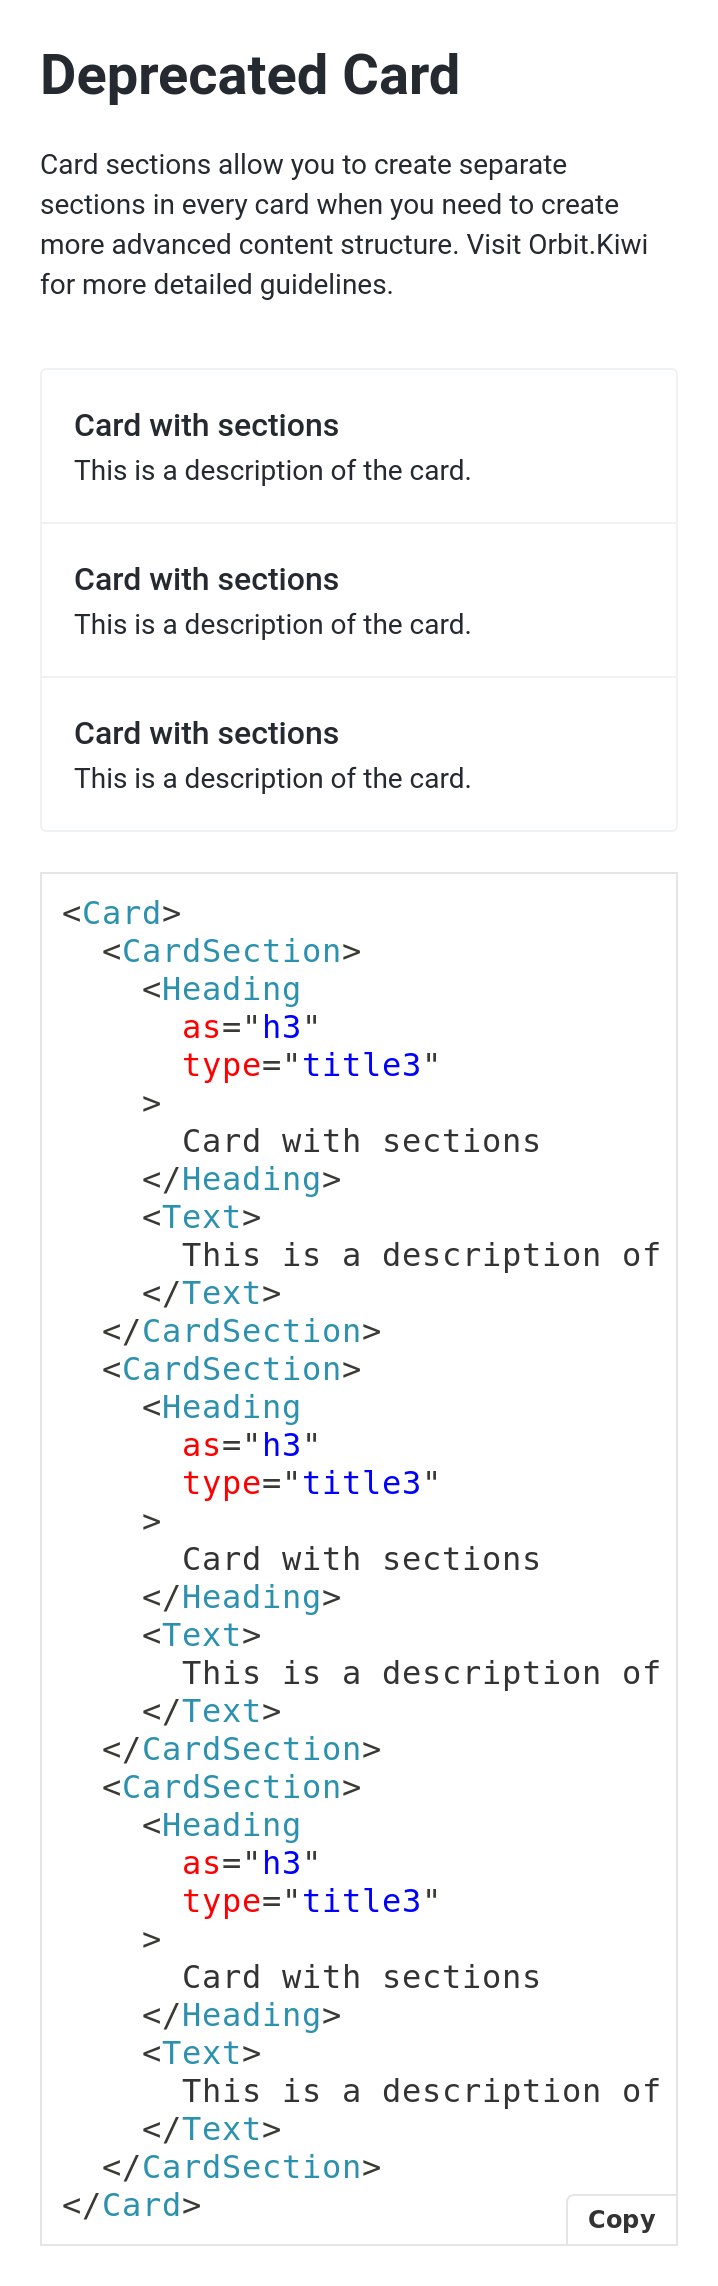 Deprecated Card
Card sections allow you to create separate
sections in every card when you need to create
more advanced content structure. Visit Orbit.Kiwi
for more detailed guidelines.
Card with sections
This is a description of the card.
Card with sections
This is a description of the card.
Card with sections
This is a description of the card.
<Card>
  <CardSection>
    <Heading
      as="h3"
      type="title3"
    >
      Card with sections
    </Heading>
    <Text>
      This is a description of
    </Text>
  </CardSection>
  <CardSection>
    <Heading
      as="h3"
      type="title3"
    >
      Card with sections
    </Heading>
    <Text>
      This is a description of
    </Text>
  </CardSection>
  <CardSection>
    <Heading
      as="h3"
      type="title3"
    >
      Card with sections
    </Heading>
    <Text>
      This is a description of
    </Text>
  </CardSection>
</Card>
Copy